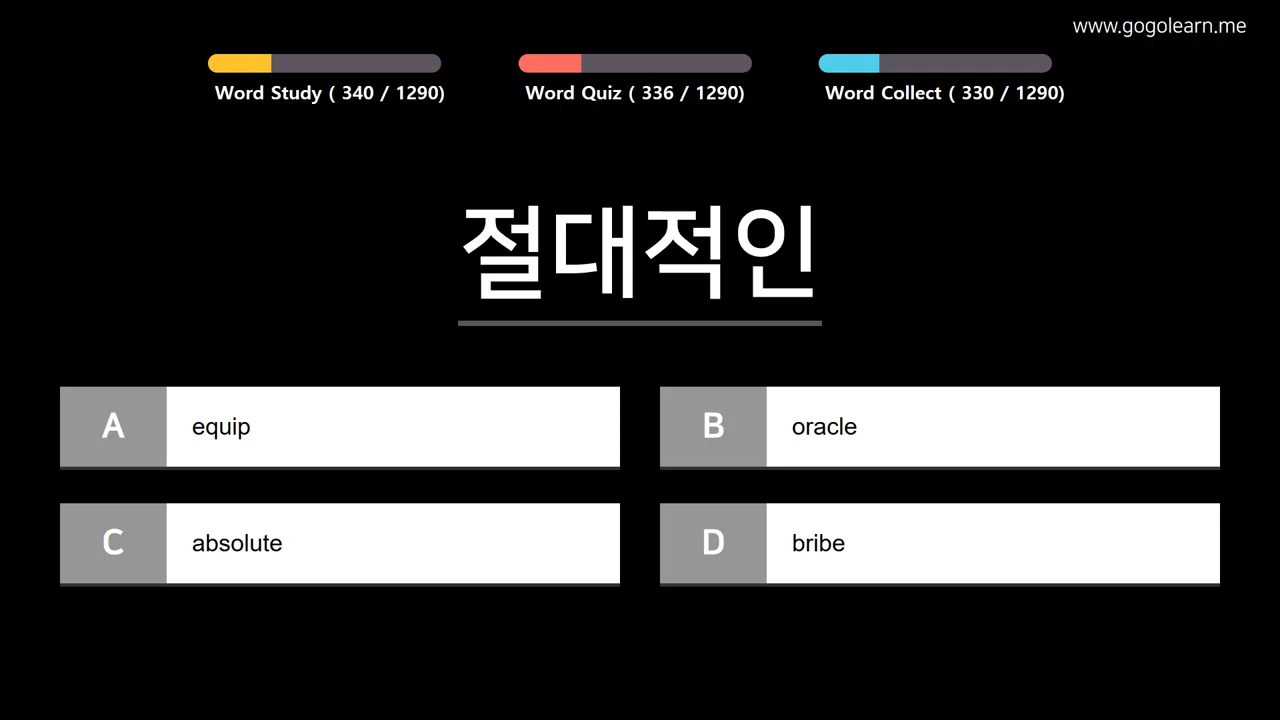 www.gogolearn.me
Word Study ( 340 / 1290)
Word Quiz ( 336 / 1290)
Word Collect ( 330 / 1290)
절대적인
A equip
B oracle
C absolute
D bribe